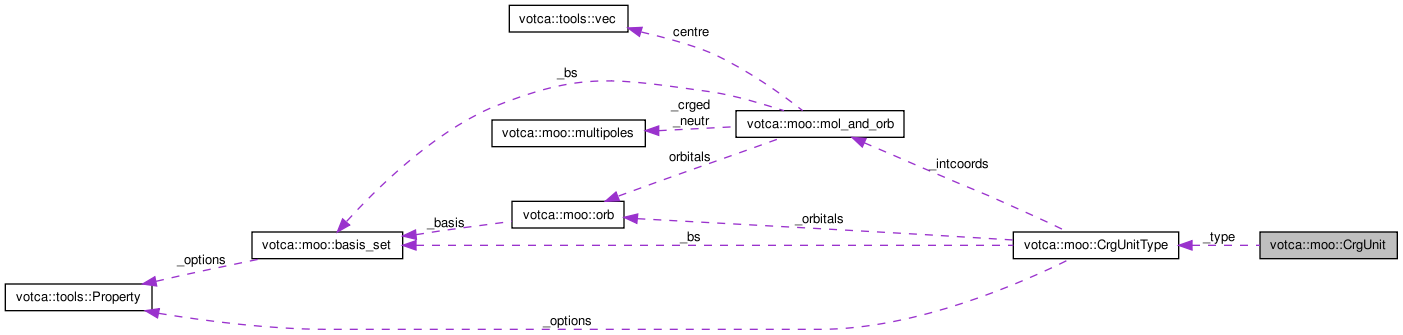 votca::tools::vec
centre
_bs
_crged
_neutr
votca::moo::mol_and_orb
votca::moo::multipoles
orbitals
_intcoords
votca::moo::orb
_basis
_orbitals
votca::moo::basis_set
_bs
votca::moo::CrgUnitType
_type
votca::moo::CrgUnit
_options
votca::tools::Property
_options